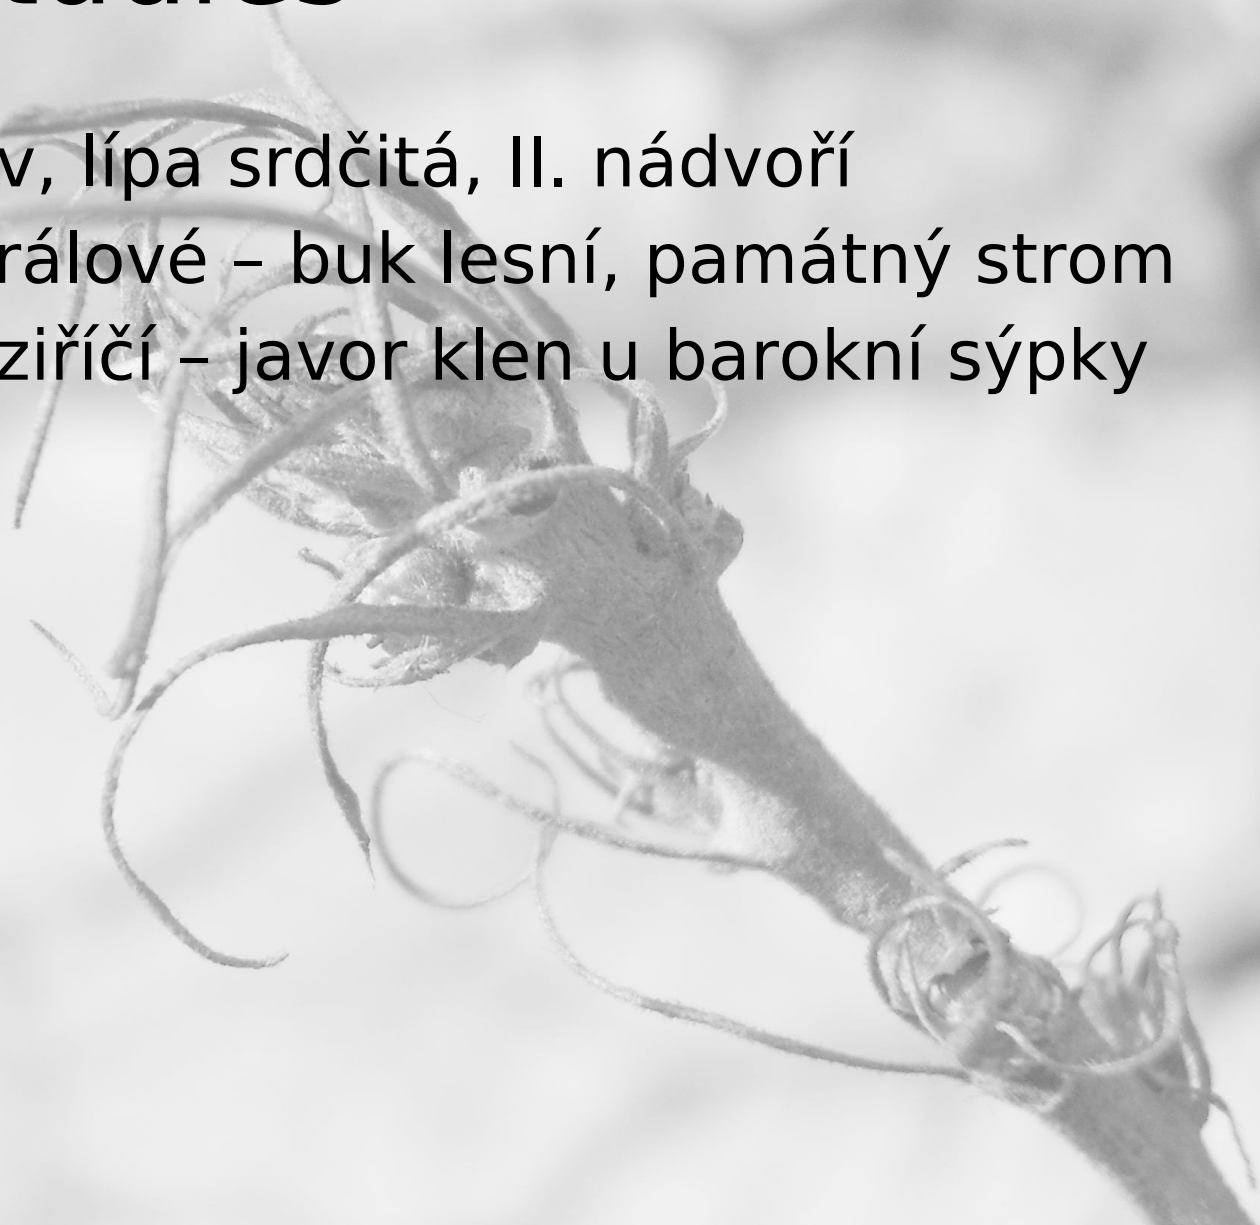 v, lípa srdčitá, II. nádvoří
rálové – buk lesní, památný strom
ziříčí – javor klen u barokní sýpky